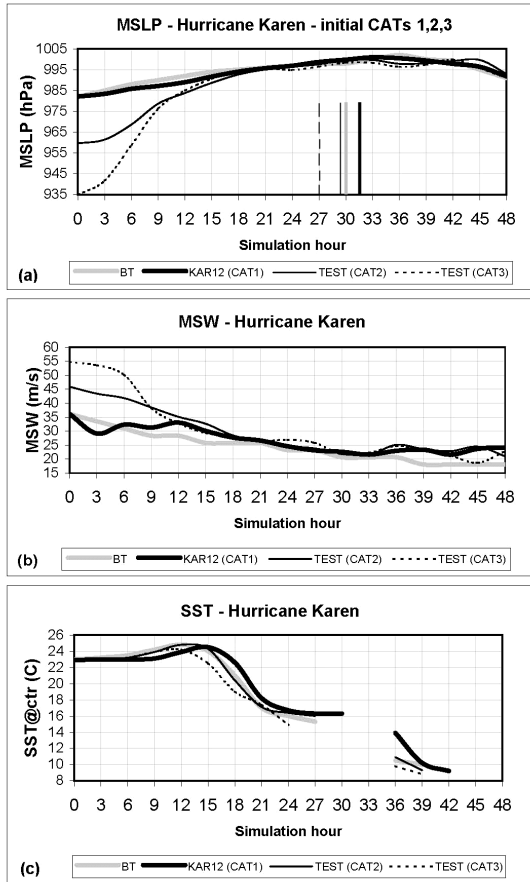 MSLP - Hurricane Karen - initial CATs 1,2,3
1005
995
985
975
965
955
945
935
MSLP (hPa)
0 3 6 9 12 15 18 21 24 27 30 33 36 39 42 45 48
Simulation hour
(a)
BT KAR12 (CAT1) TEST (CAT2) TEST (CAT3)
MSW - Hurricane Karen
60
55
50
45
40
35
30
25
20
15
MSW (m/s)
0 3 6 9 12 15 18 21 24 27 30 33 36 39 42 45 48
Simulation hour
(b)
BT KAR12 (CAT1) TEST (CAT2) TEST (CAT3)
SST - Hurricane Karen
26
24
22
20
18
16
14
12
10
8
SST@ctr (C)
0 3 6 9 12 15 18 21 24 27 30 33 36 39 42 45 48
Simulation hour
(c)
BT KAR12 (CAT1) TEST (CAT2) TEST (CAT3)